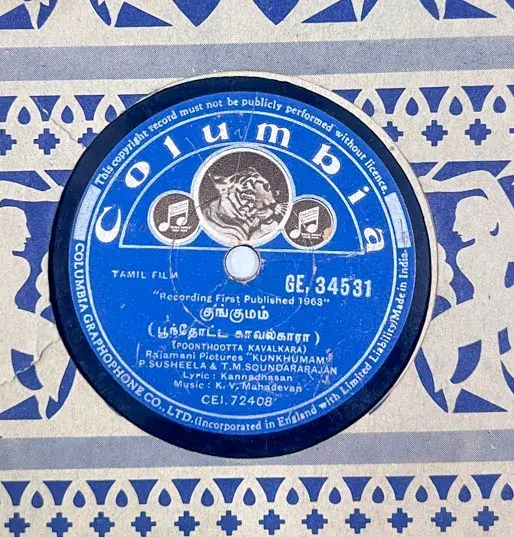 This copyright record must not be publicly performed without licence.
Columbia
TAMIL FILM
GE. 34531
"Recording First Published 1963"
குங்குமம்
(பூந்தோட்ட காவல்காரா)
(POONTHOOTTA KAVALKARA)
Rajamani Pictures "KUNKHUMAM"
P. SUSHEELA & T.M. SOUNDARARAJAN
Lyric: Kannadhasan
Music: K. V. Mahadevan
CEI. 72408
COLUMBIA GRAPHOPHONE CO., LTD. (Incorporated in England with Limited Liability) Made in India